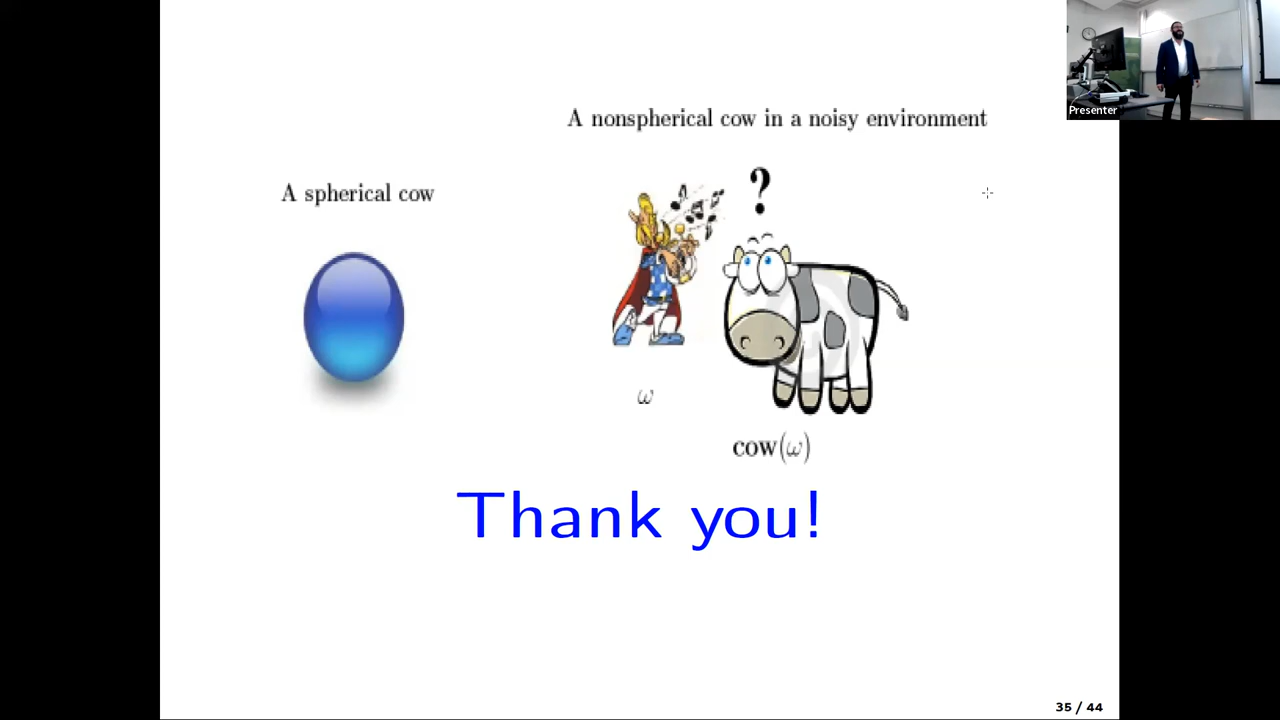 Presenter
A nonspherical cow in a noisy environment
A spherical cow
?
ω
cow(ω)
Thank you!
35 / 44